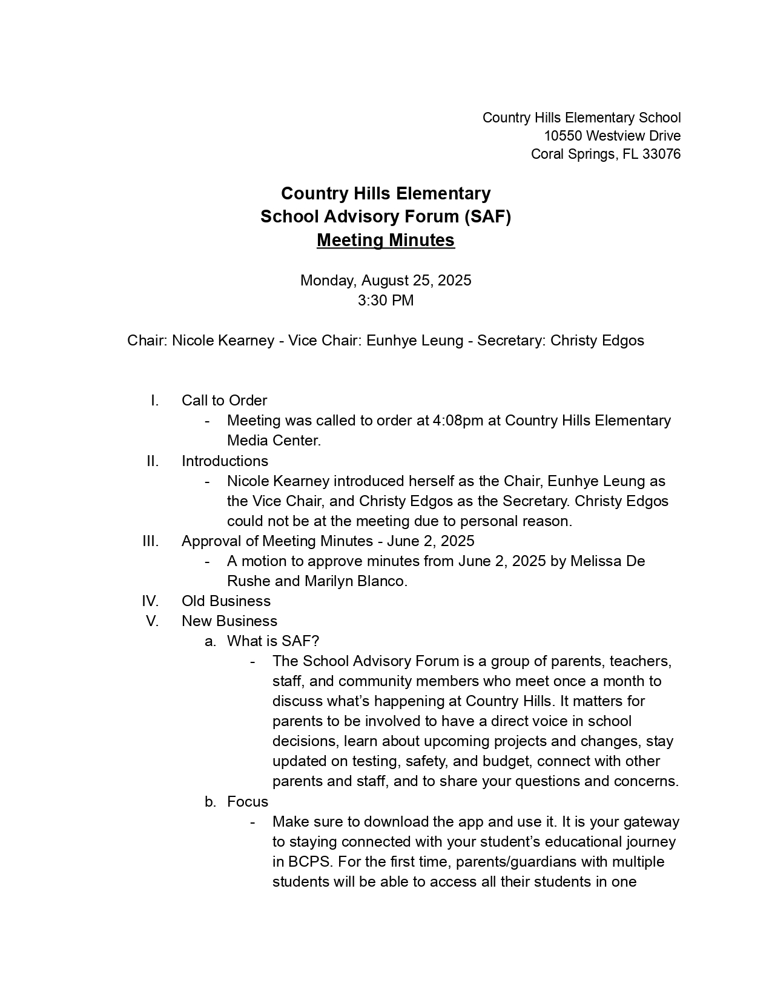 Country Hills Elementary School
10550 Westview Drive
Coral Springs, FL 33076
Country Hills Elementary
School Advisory Forum (SAF)
Meeting Minutes
Monday, August 25, 2025
3:30 PM
Chair: Nicole Kearney - Vice Chair: Eunhye Leung - Secretary: Christy Edgos
I. Call to Order
- Meeting was called to order at 4:08pm at Country Hills Elementary
Media Center.
II. Introductions
- Nicole Kearney introduced herself as the Chair, Eunhye Leung as
the Vice Chair, and Christy Edgos as the Secretary. Christy Edgos
could not be at the meeting due to personal reason.
III. Approval of Meeting Minutes - June 2, 2025
- A motion to approve minutes from June 2, 2025 by Melissa De
Rushe and Marilyn Blanco.
IV. Old Business
V. New Business
a. What is SAF?
- The School Advisory Forum is a group of parents, teachers,
staff, and community members who meet once a month to
discuss what’s happening at Country Hills. It matters for
parents to be involved to have a direct voice in school
decisions, learn about upcoming projects and changes, stay
updated on testing, safety, and budget, connect with other
parents and staff, and to share your questions and concerns.
b. Focus
- Make sure to download the app and use it. It is your gateway
to staying connected with your student’s educational journey
in BCPS. For the first time, parents/guardians with multiple
students will be able to access all their students in one